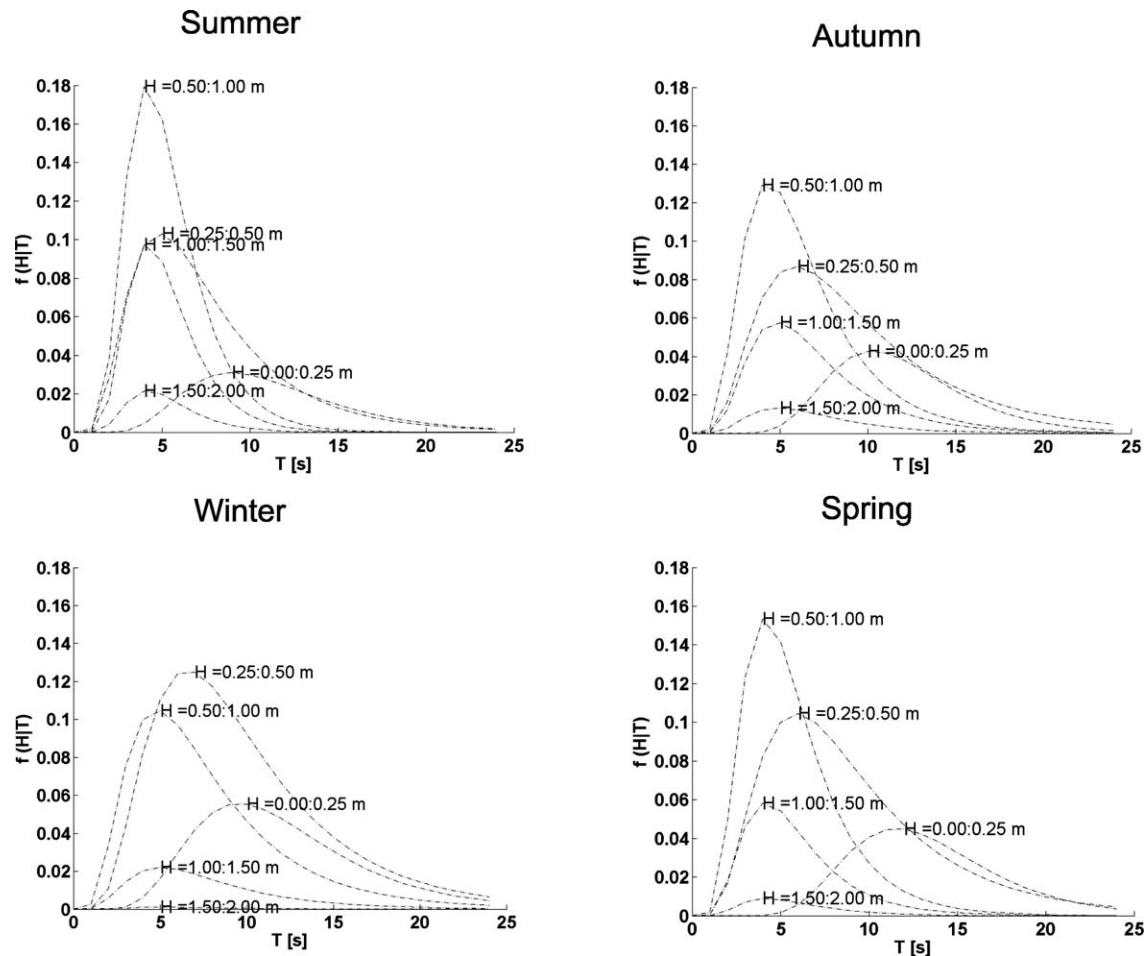 Summer
0.18
0.16
0.14
0.12
0.1
0.08
0.06
0.04
0.02
0
f (H|T)
H =0.50:1.00 m
H =0.25:0.50 m
H =1.00:1.50 m
H =0.00:0.25 m
H =1.50:2.00 m
0 5 10 15 20 25
T [s]
Autumn
0.18
0.16
0.14
0.12
0.1
0.08
0.06
0.04
0.02
0
f (H|T)
H =0.50:1.00 m
H =0.25:0.50 m
H =1.00:1.50 m
H =0.00:0.25 m
H =1.50:2.00 m
0 5 10 15 20 25
T [s]
Winter
0.18
0.16
0.14
0.12
0.1
0.08
0.06
0.04
0.02
0
f (H|T)
H =0.25:0.50 m
H =0.50:1.00 m
H =0.00:0.25 m
H =1.00:1.50 m
H =1.50:2.00 m
0 5 10 15 20 25
T [s]
Spring
0.18
0.16
0.14
0.12
0.1
0.08
0.06
0.04
0.02
0
f (H|T)
H =0.50:1.00 m
H =0.25:0.50 m
H =1.00:1.50 m
H =0.00:0.25 m
H =1.50:2.00 m
0 5 10 15 20 25
T [s]